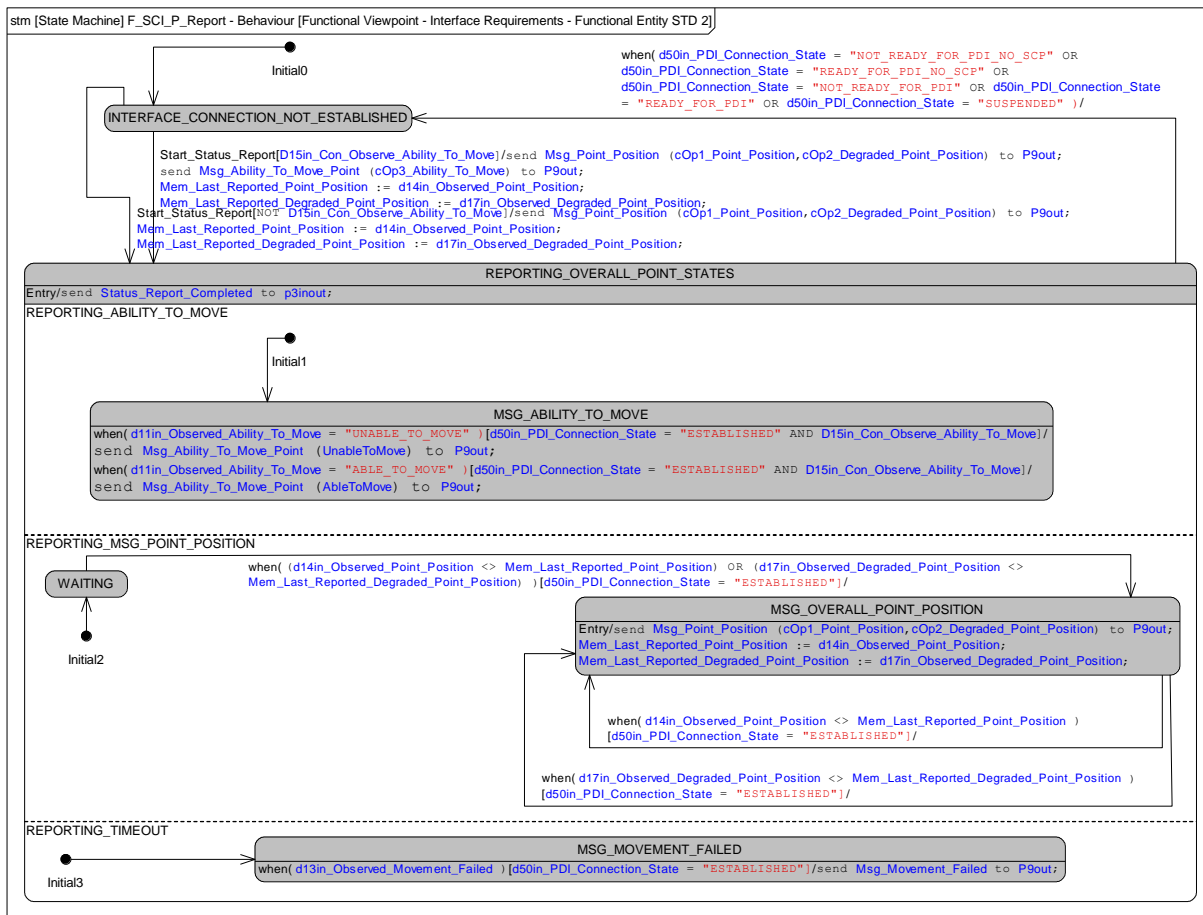 stm [State Machine] F_SCI_P_Report - Behaviour [Functional Viewpoint - Interface Requirements - Functional Entity STD 2]
Initial0
when( d50in_PDI_Connection_State = "NOT_READY_FOR_PDI_NO_SCP" OR
d50in_PDI_Connection_State = "READY_FOR_PDI_NO_SCP" OR
d50in_PDI_Connection_State = "NOT_READY_FOR_PDI" OR d50in_PDI_Connection_State
= "READY_FOR_PDI" OR d50in_PDI_Connection_State = "SUSPENDED" )/
INTERFACE_CONNECTION_NOT_ESTABLISHED
Start_Status_Report[D15in_Con_Observe_Ability_To_Move]/send Msg_Point_Position (cOp1_Point_Position,cOp2_Degraded_Point_Position) to P9out;
send Msg_Ability_To_Move_Point (cOp3_Ability_To_Move) to P9out;
Mem_Last_Reported_Point_Position := d14in_Observed_Point_Position;
Mem_Last_Reported_Degraded_Point_Position := d17in_Observed_Degraded_Point_Position;
Start_Status_Report[NOT D15in_Con_Observe_Ability_To_Move]/send Msg_Point_Position (cOp1_Point_Position,cOp2_Degraded_Point_Position) to P9out;
Mem_Last_Reported_Point_Position := d14in_Observed_Point_Position;
Mem_Last_Reported_Degraded_Point_Position := d17in_Observed_Degraded_Point_Position;
REPORTING_OVERALL_POINT_STATES
Entry/send Status_Report_Completed to p3inout;
REPORTING_ABILITY_TO_MOVE
Initial1
MSG_ABILITY_TO_MOVE
when( d11in_Observed_Ability_To_Move = "UNABLE_TO_MOVE" )[d50in_PDI_Connection_State = "ESTABLISHED" AND D15in_Con_Observe_Ability_To_Move]/
send Msg_Ability_To_Move_Point (UnableToMove) to P9out;
when( d11in_Observed_Ability_To_Move = "ABLE_TO_MOVE" )[d50in_PDI_Connection_State = "ESTABLISHED" AND D15in_Con_Observe_Ability_To_Move]/
send Msg_Ability_To_Move_Point (AbleToMove) to P9out;
REPORTING_MSG_POINT_POSITION
WAITING
Initial2
when( (d14in_Observed_Point_Position <> Mem_Last_Reported_Point_Position) OR (d17in_Observed_Degraded_Point_Position <>
Mem_Last_Reported_Degraded_Point_Position) )[d50in_PDI_Connection_State = "ESTABLISHED"]/
MSG_OVERALL_POINT_POSITION
Entry/send Msg_Point_Position (cOp1_Point_Position,cOp2_Degraded_Point_Position) to P9out;
Mem_Last_Reported_Point_Position := d14in_Observed_Point_Position;
Mem_Last_Reported_Degraded_Point_Position := d17in_Observed_Degraded_Point_Position;
when( d14in_Observed_Point_Position <> Mem_Last_Reported_Point_Position )
[d50in_PDI_Connection_State = "ESTABLISHED"]/
when( d17in_Observed_Degraded_Point_Position <> Mem_Last_Reported_Degraded_Point_Position )
[d50in_PDI_Connection_State = "ESTABLISHED"]/
REPORTING_TIMEOUT
Initial3
MSG_MOVEMENT_FAILED
when( d13in_Observed_Movement_Failed )[d50in_PDI_Connection_State = "ESTABLISHED"]/send Msg_Movement_Failed to P9out;